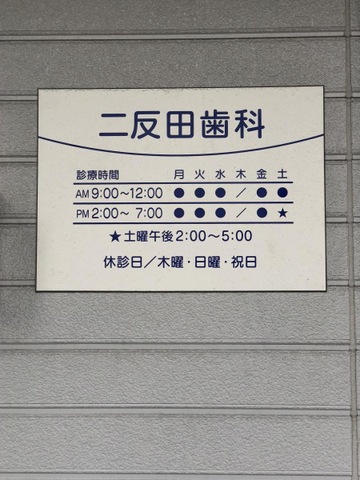 二反田歯科
診療時間 月 火 水 木 金 土
AM 9:00〜12:00 ● ● ● ／ ● ●
PM 2:00〜 7:00 ● ● ● ／ ● ★
★土曜午後2:00〜5:00
休診日／木曜・日曜・祝日